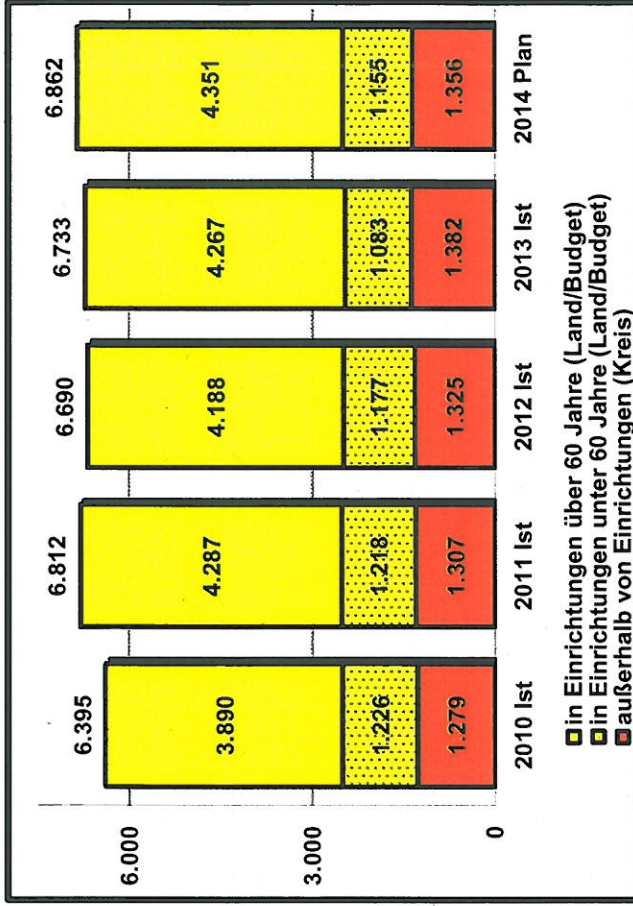 6.395
6.812
6.690
6.733
6.862
6.000
3.890
4.287
4.188
4.267
4.351
3.000
1.226
1.218
1.177
1.083
1.155
1.279
1.307
1.325
1.382
1.356
0
2010 Ist
2011 Ist
2012 Ist
2013 Ist
2014 Plan
in Einrichtungen über 60 Jahre (Land/Budget)
in Einrichtungen unter 60 Jahre (Land/Budget)
außerhalb von Einrichtungen (Kreis)